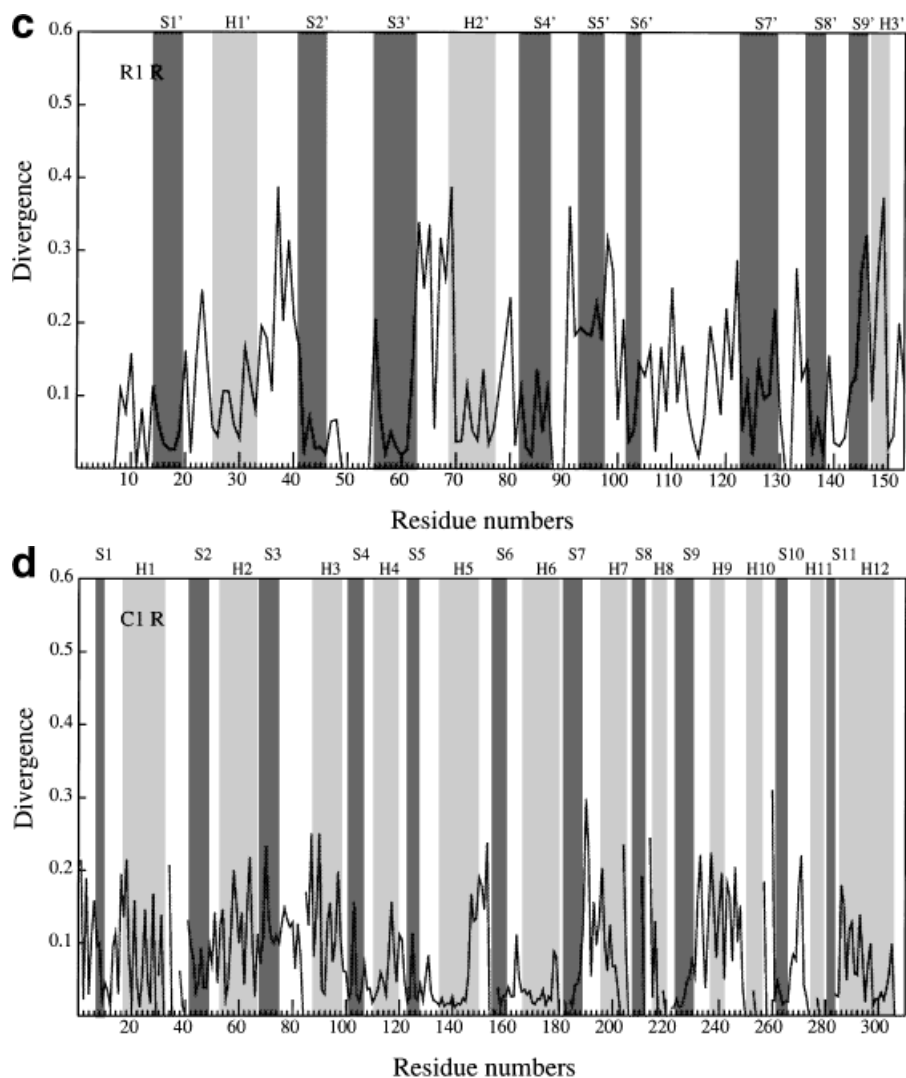 c
S1’ H1’ S2’ S3’ H2’ S4’ S5’ S6’ S7’ S8’ S9’ H3’
0.6
R1 R
0.5
0.4
0.3
0.2
0.1
Divergence
10 20 30 40 50 60 70 80 90 100 110 120 130 140 150
Residue numbers
d
S1 S2 S3 S4 S5 S6 S7 S8 S9 S10 S11
H1 H2 H3 H4 H5 H6 H7 H8 H9 H10 H11 H12
0.6
C1 R
0.5
0.4
0.3
0.2
0.1
Divergence
20 40 60 80 100 120 140 160 180 200 220 240 260 280 300
Residue numbers